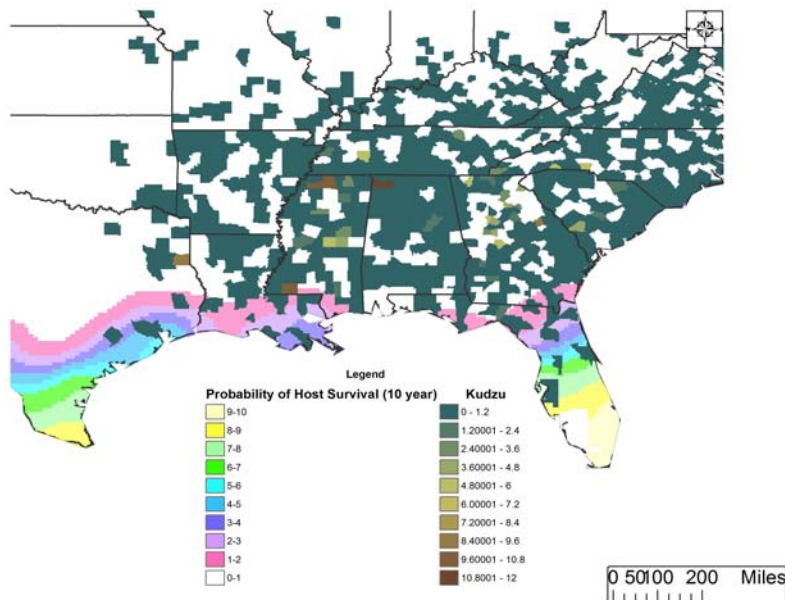 Legend
Probability of Host Survival (10 year)
9-10
8-9
7-8
6-7
5-6
4-5
3-4
2-3
1-2
0-1
Kudzu
0 - 1.2
1.20001 - 2.4
2.40001 - 3.6
3.60001 - 4.8
4.80001 - 6
6.00001 - 7.2
7.20001 - 8.4
8.40001 - 9.6
9.60001 - 10.8
10.8001 - 12
0 50100 200 Miles